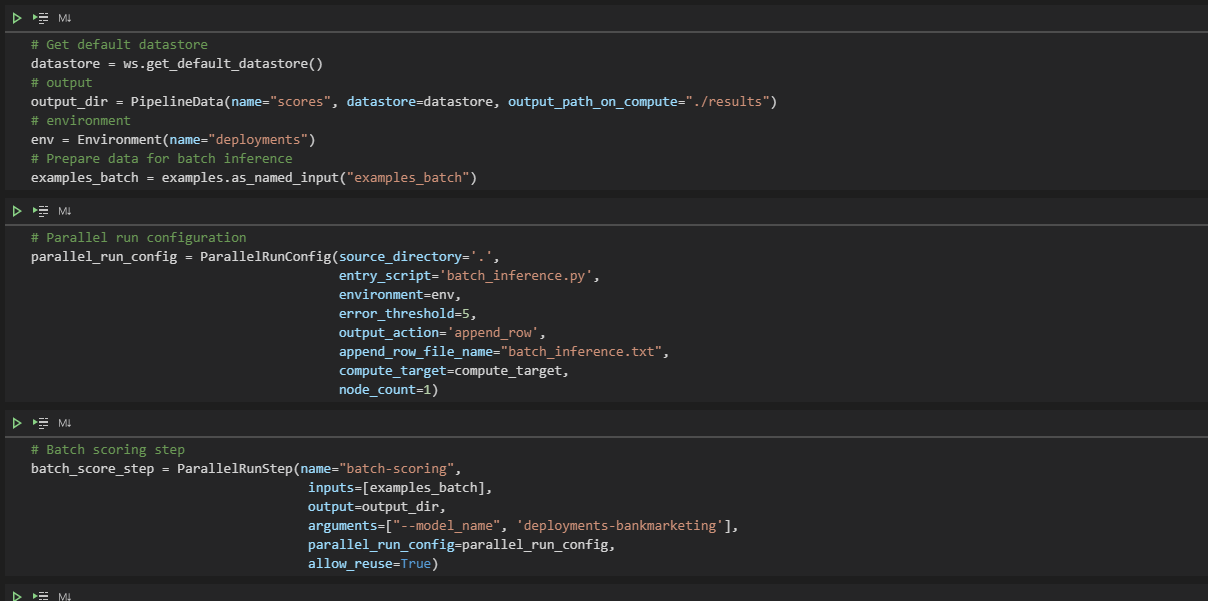 M↓
# Get default datastore
datastore = ws.get_default_datastore()
# output
output_dir = PipelineData(name="scores", datastore=datastore, output_path_on_compute="./results")
# environment
env = Environment(name="deployments")
# Prepare data for batch inference
examples_batch = examples.as_named_input("examples_batch")
M↓
# Parallel run configuration
parallel_run_config = ParallelRunConfig(source_directory='.',
entry_script='batch_inference.py',
environment=env,
error_threshold=5,
output_action='append_row',
append_row_file_name="batch_inference.txt",
compute_target=compute_target,
node_count=1)
M↓
# Batch scoring step
batch_score_step = ParallelRunStep(name="batch-scoring",
inputs=[examples_batch],
output=output_dir,
arguments=["--model_name", 'deployments-bankmarketing'],
parallel_run_config=parallel_run_config,
allow_reuse=True)
M↓